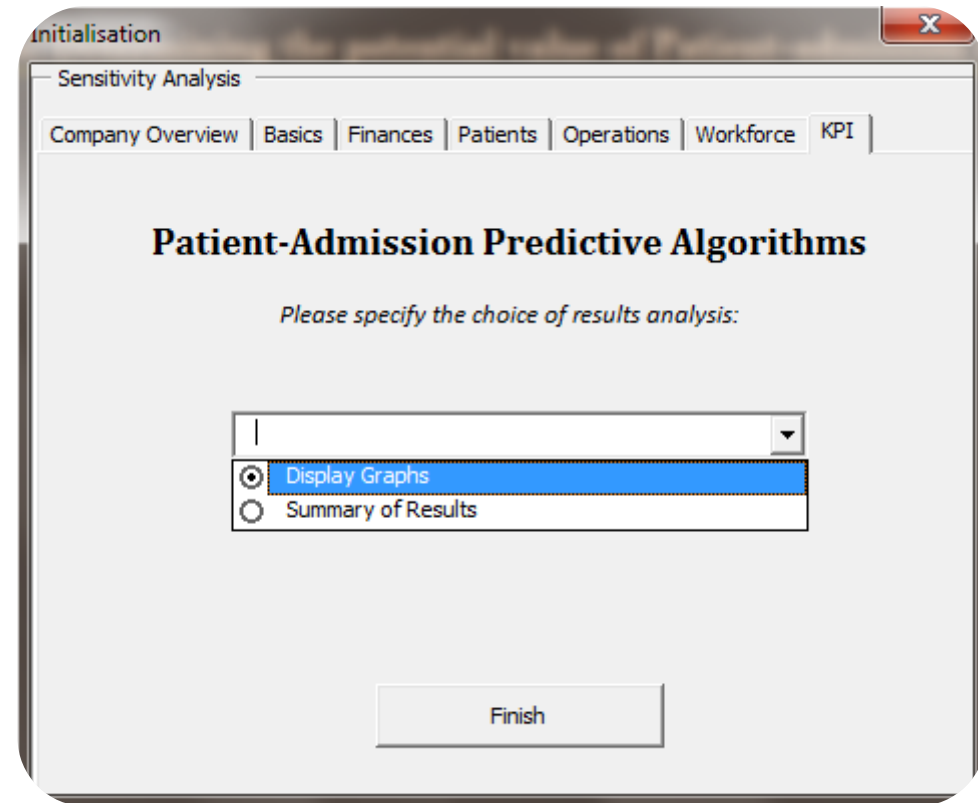 Initialisation
Sensitivity Analysis
Company Overview Basics Finances Patients Operations Workforce KPI
Patient-Admission Predictive Algorithms
Please specify the choice of results analysis:
Display Graphs
Summary of Results
Finish